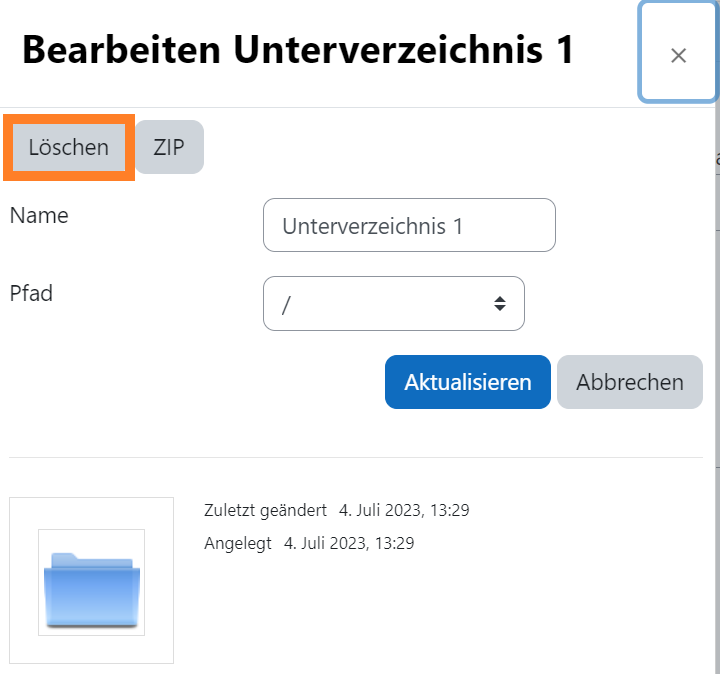 Bearbeiten Unterverzeichnis 1
×
Löschen ZIP
Name Unterverzeichnis 1
Pfad /
Aktualisieren Abbrechen
Zuletzt geändert 4. Juli 2023, 13:29
Angelegt 4. Juli 2023, 13:29